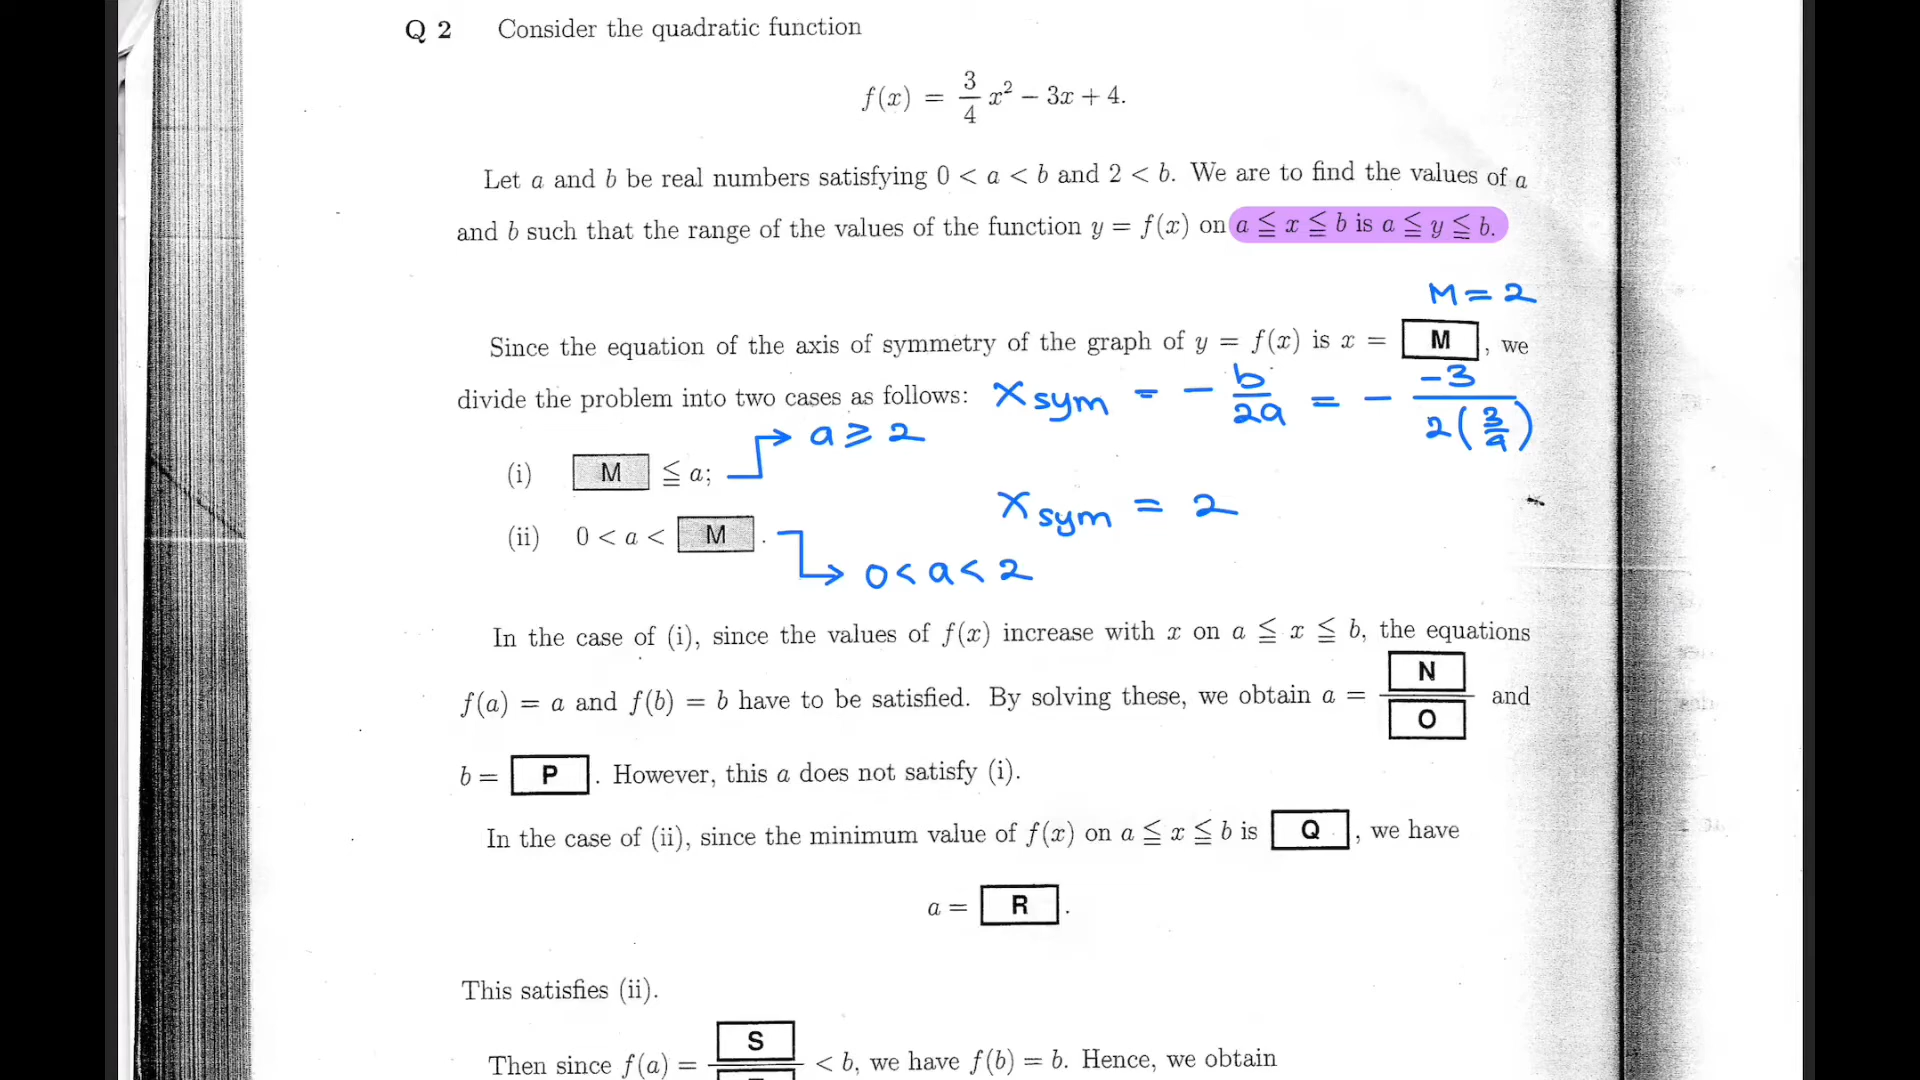 Q 2 Consider the quadratic function
f(x) = 3/4 x² − 3x + 4.
Let a and b be real numbers satisfying 0 < a < b and 2 < b. We are to find the values of a
and b such that the range of the values of the function y = f(x) on a ≦ x ≦ b is a ≦ y ≦ b.
M = 2
Since the equation of the axis of symmetry of the graph of y = f(x) is x = M , we
divide the problem into two cases as follows: x sym = − b/2a = − −3/2(3/4)
a ≥ 2
(i) M ≦ a;
x sym = 2
(ii) 0 < a < M .
0 < a < 2
In the case of (i), since the values of f(x) increase with x on a ≦ x ≦ b, the equations
f(a) = a and f(b) = b have to be satisfied. By solving these, we obtain a = N/O and
b = P . However, this a does not satisfy (i).
In the case of (ii), since the minimum value of f(x) on a ≦ x ≦ b is Q , we have
a = R .
This satisfies (ii).
Then since f(a) = S < b, we have f(b) = b. Hence, we obtain